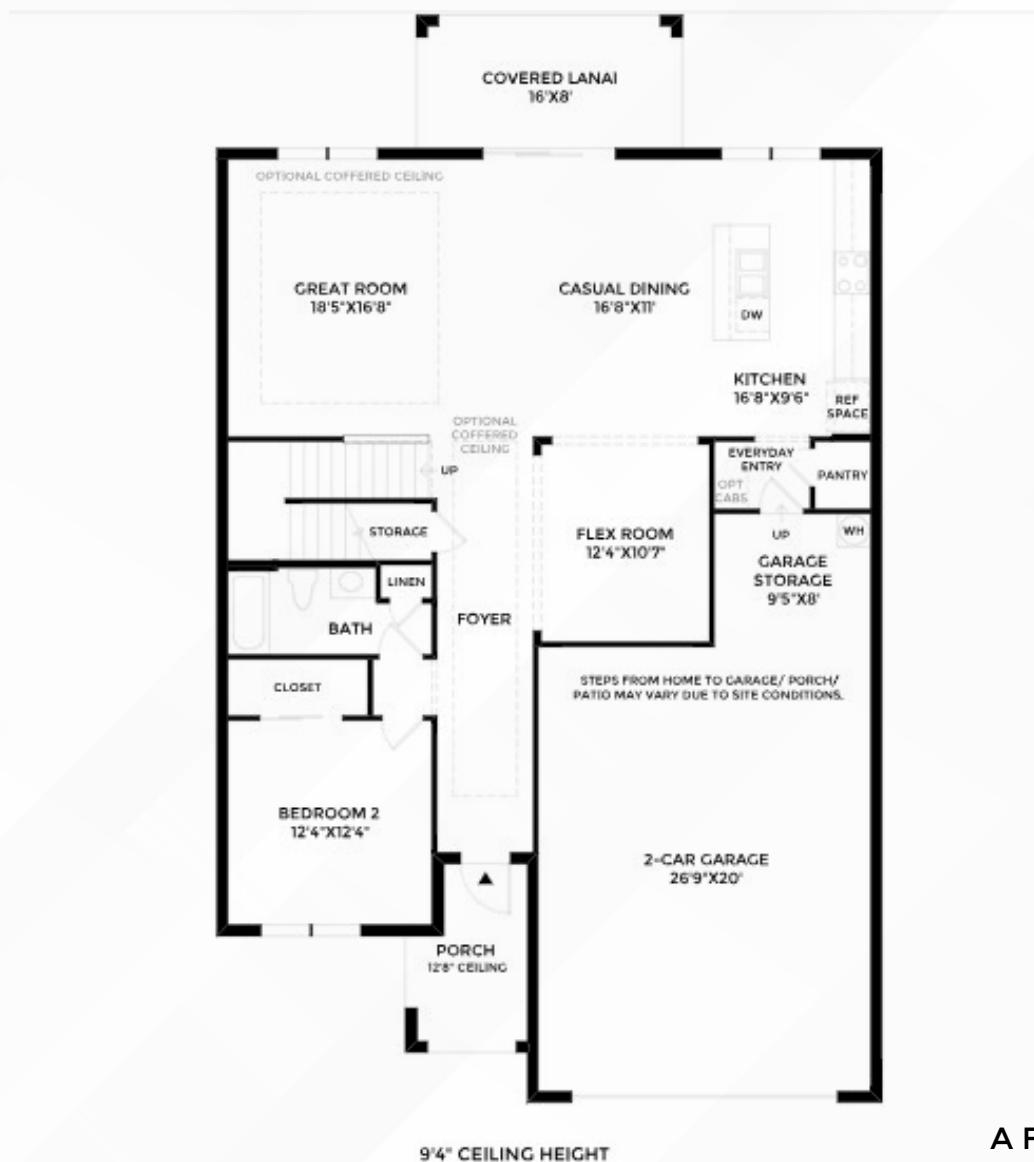 COVERED LANAI
16'X8'
OPTIONAL COFFERED CEILING
GREAT ROOM
18'5"X16'8"
CASUAL DINING
16'8"X11'
DW
KITCHEN
16'8"X9'6"
REF
SPACE
OPTIONAL
COFFERED
CEILING
UP
EVERYDAY
ENTRY
PANTRY
OPT
CABS
STORAGE
FLEX ROOM
12'4"X10'7"
UP
WH
GARAGE
STORAGE
9'5"X8'
LINEN
BATH
FOYER
CLOSET
STEPS FROM HOME TO GARAGE/ PORCH/
PATIO MAY VARY DUE TO SITE CONDITIONS.
BEDROOM 2
12'4"X12'4"
2-CAR GARAGE
26'9"X20'
PORCH
12'8" CEILING
9'4" CEILING HEIGHT
A